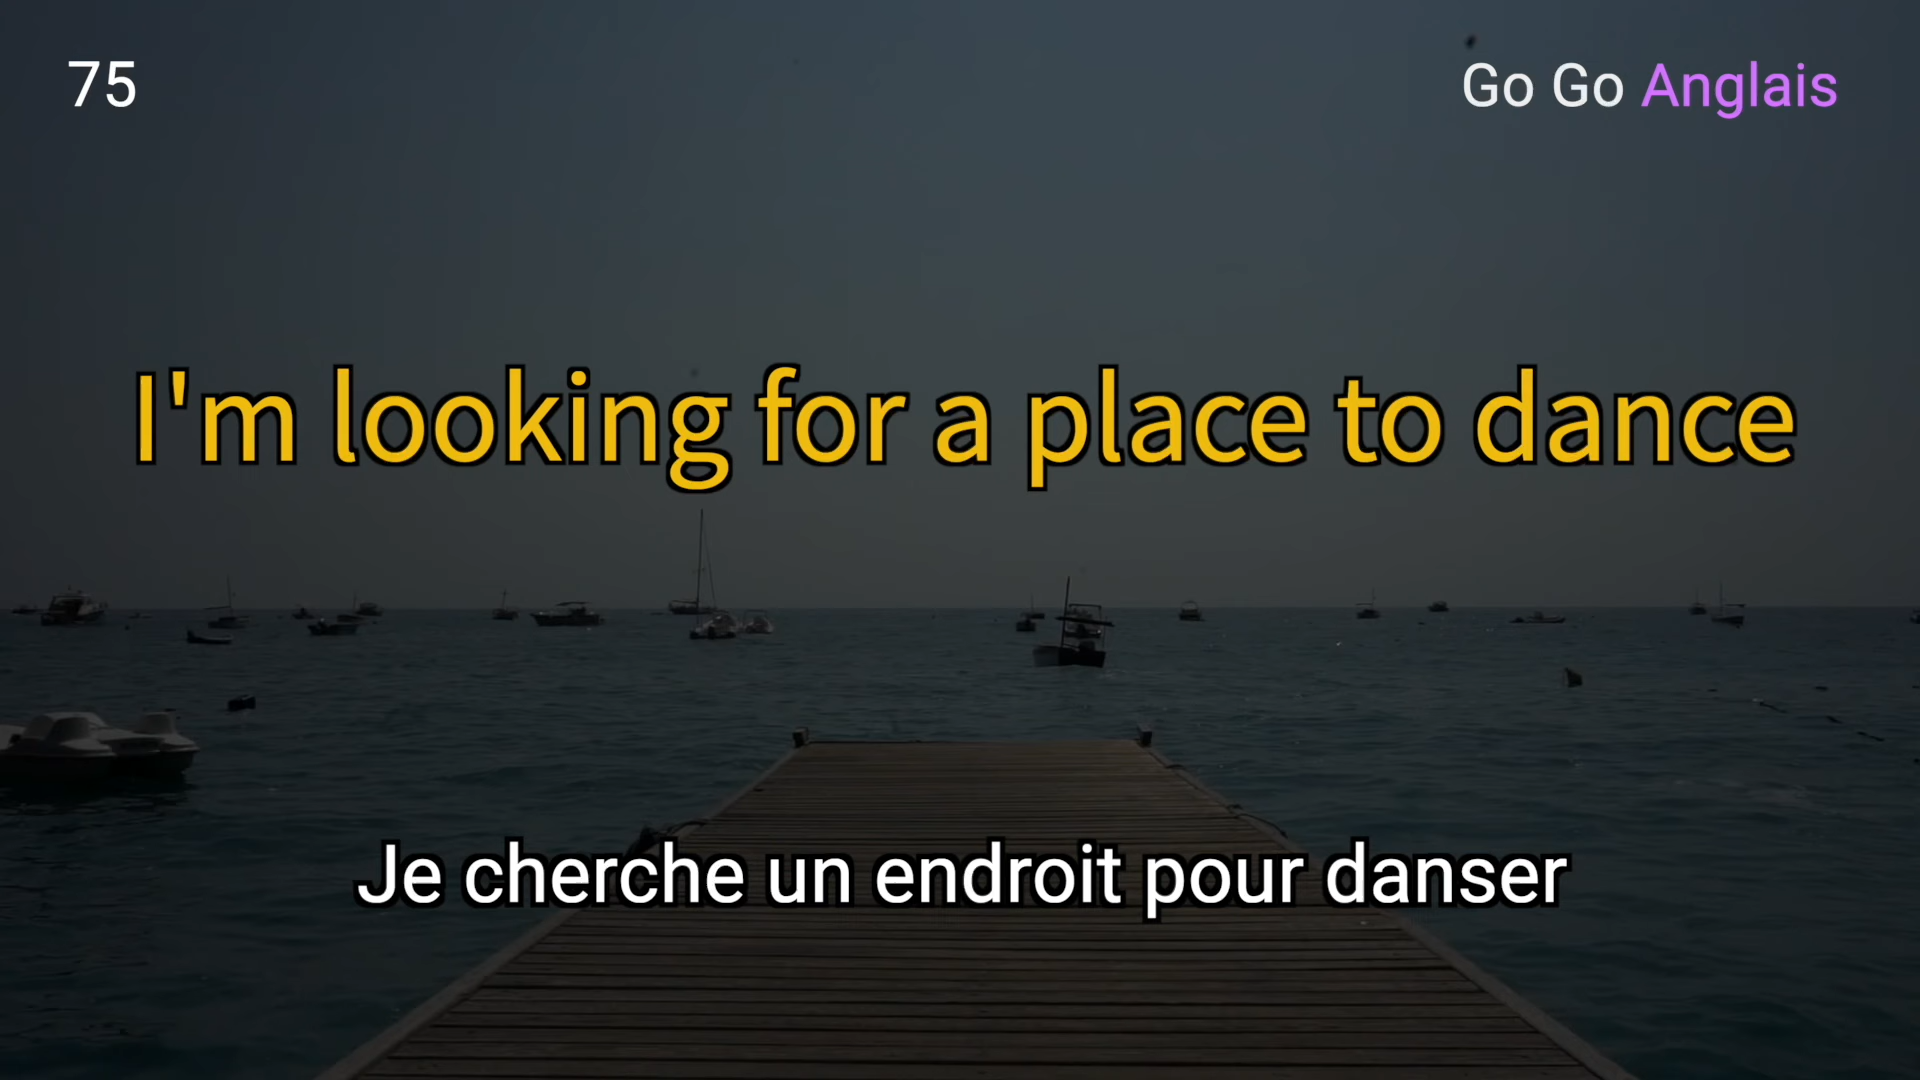 75
Go Go Anglais
I'm looking for a place to dance
Je cherche un endroit pour danser